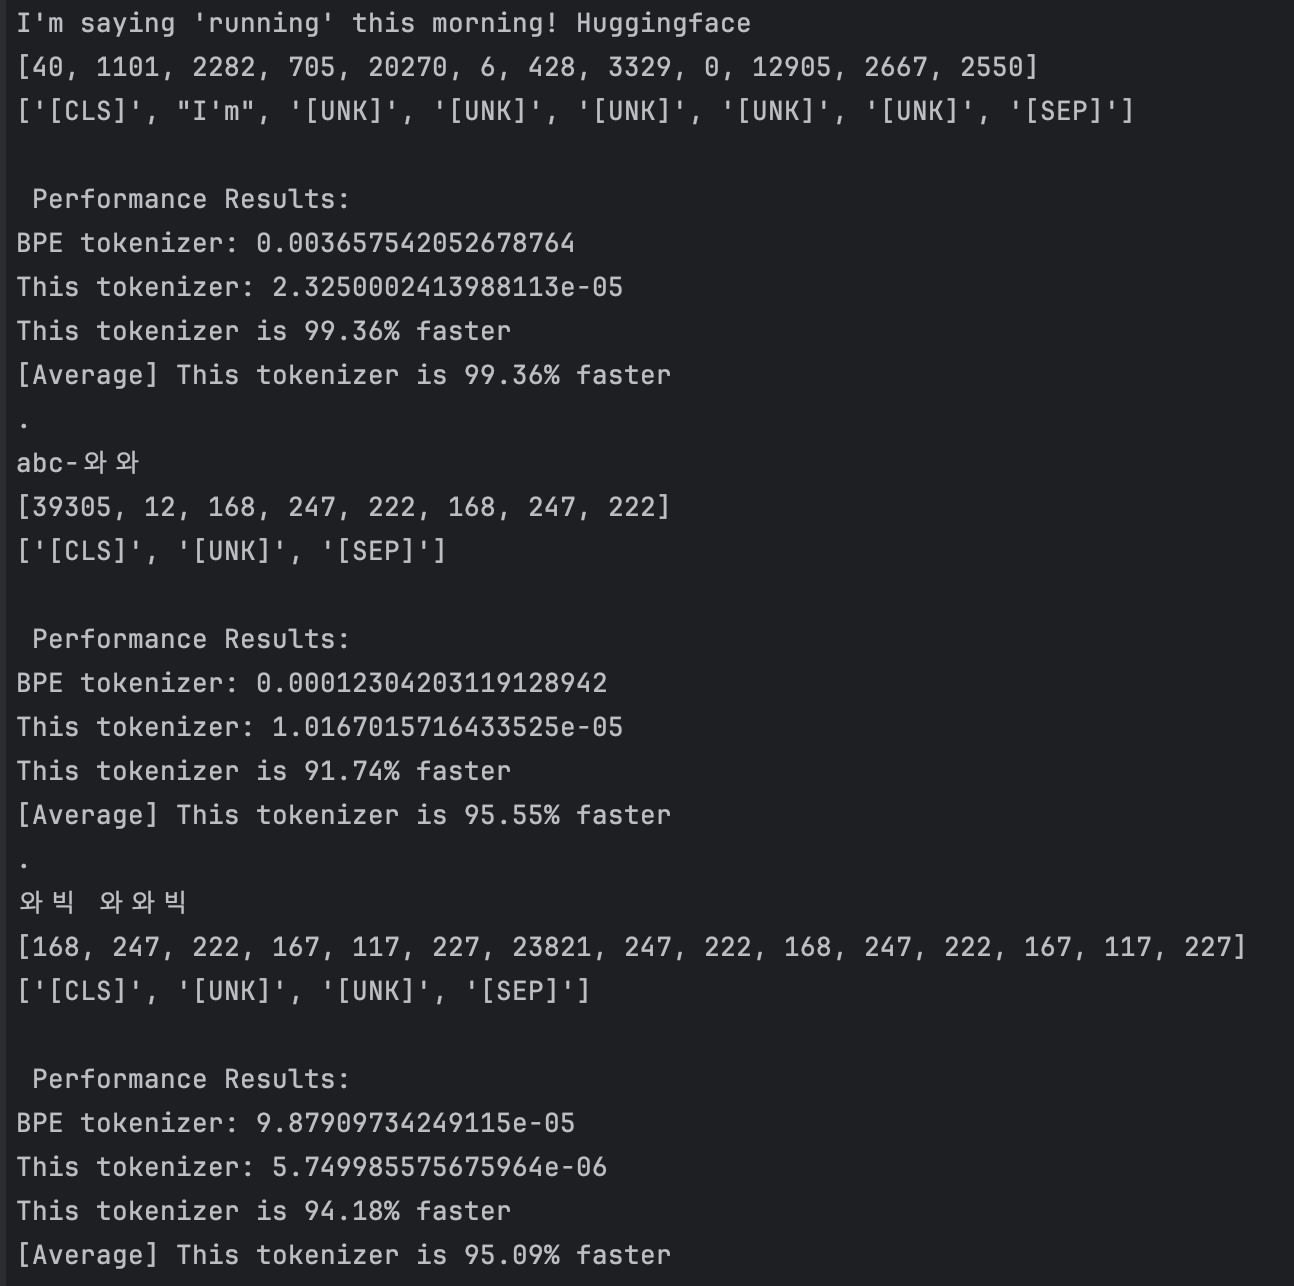 I'm saying 'running' this morning! Huggingface
[40, 1101, 2282, 705, 20270, 6, 428, 3329, 0, 12905, 2667, 2550]
['[CLS]', "I'm", '[UNK]', '[UNK]', '[UNK]', '[UNK]', '[UNK]', '[SEP]']
Performance Results:
BPE tokenizer: 0.003657542052678764
This tokenizer: 2.3250002413988113e-05
This tokenizer is 99.36% faster
[Average] This tokenizer is 99.36% faster
.
abc-와와
[39305, 12, 168, 247, 222, 168, 247, 222]
['[CLS]', '[UNK]', '[SEP]']
Performance Results:
BPE tokenizer: 0.00012304203119128942
This tokenizer: 1.0167015716433525e-05
This tokenizer is 91.74% faster
[Average] This tokenizer is 95.55% faster
.
와빅 와와빅
[168, 247, 222, 167, 117, 227, 23821, 247, 222, 168, 247, 222, 167, 117, 227]
['[CLS]', '[UNK]', '[UNK]', '[SEP]']
Performance Results:
BPE tokenizer: 9.87909734249115e-05
This tokenizer: 5.749985575675964e-06
This tokenizer is 94.18% faster
[Average] This tokenizer is 95.09% faster